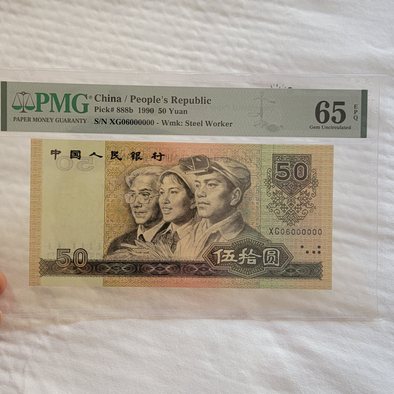 PMG
PAPER MONEY GUARANTY
China / People's Republic
Pick# 888b 1990 50 Yuan
S/N XG06000000 - Wmk: Steel Worker
65 EPQ
Gem Uncirculated
中国人民银行
50
XG06000000
50
伍拾圆